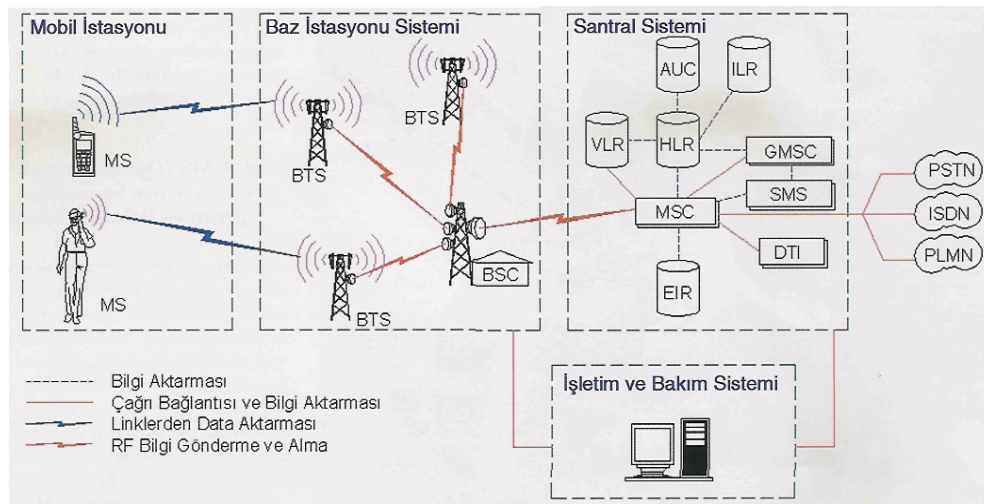 Mobil İstasyonu
MS
MS
Baz İstasyonu Sistemi
BTS
BTS
BTS
BSC
Santral Sistemi
AUC
ILR
VLR
HLR
GMSC
SMS
MSC
DTI
EIR
PSTN
ISDN
PLMN
İşletim ve Bakım Sistemi
Bilgi Aktarması
Çağrı Bağlantısı ve Bilgi Aktarması
Linklerden Data Aktarması
RF Bilgi Gönderme ve Alma